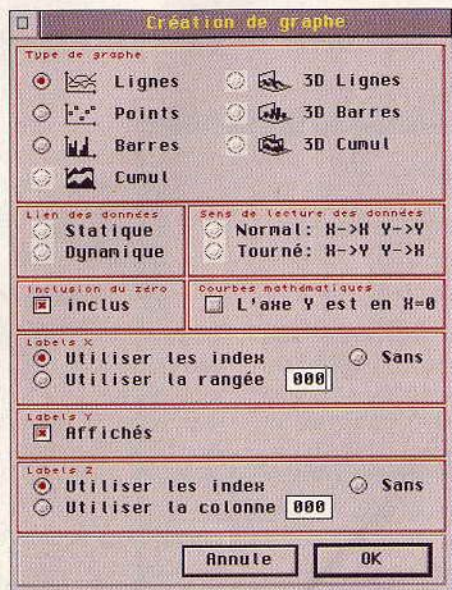 Création de graphe
Type de graphe
Lignes
3D Lignes
Points
3D Barres
Barres
3D Cumul
Cumul
Lien des données
Statique
Dynamique
Sens de lecture des données
Normal: X->X Y->Y
Tourné: X->Y Y->X
Inclusion du zéro
inclus
Courbes mathématiques
L'axe Y est en X=0
Labels X
Utiliser les index
Sans
Utiliser la rangée 000
Labels Y
Affichés
Labels Z
Utiliser les index
Sans
Utiliser la colonne 000
Annule
OK